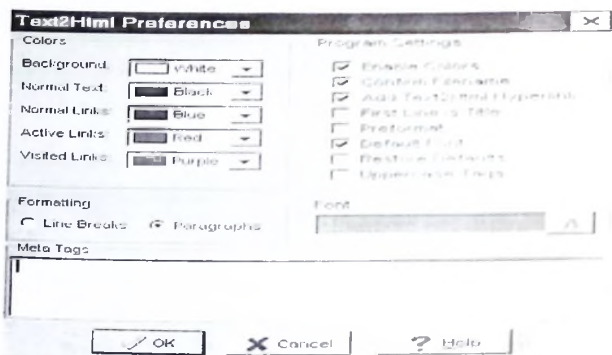 Text2Html Preferences
Colors
Background: White
Normal Text: Black
Normal Links: Blue
Active Links: Red
Visited Links: Purple
Program Settings
Enable Colors
Confirm Filename
Add Text2Html Hyperlink
First Line is Title
Preformat
Default Font
Restore Defaults
Uppercase Tags
Formatting
Line Breaks Paragraphs
Font
Meta Tags
OK Cancel Help